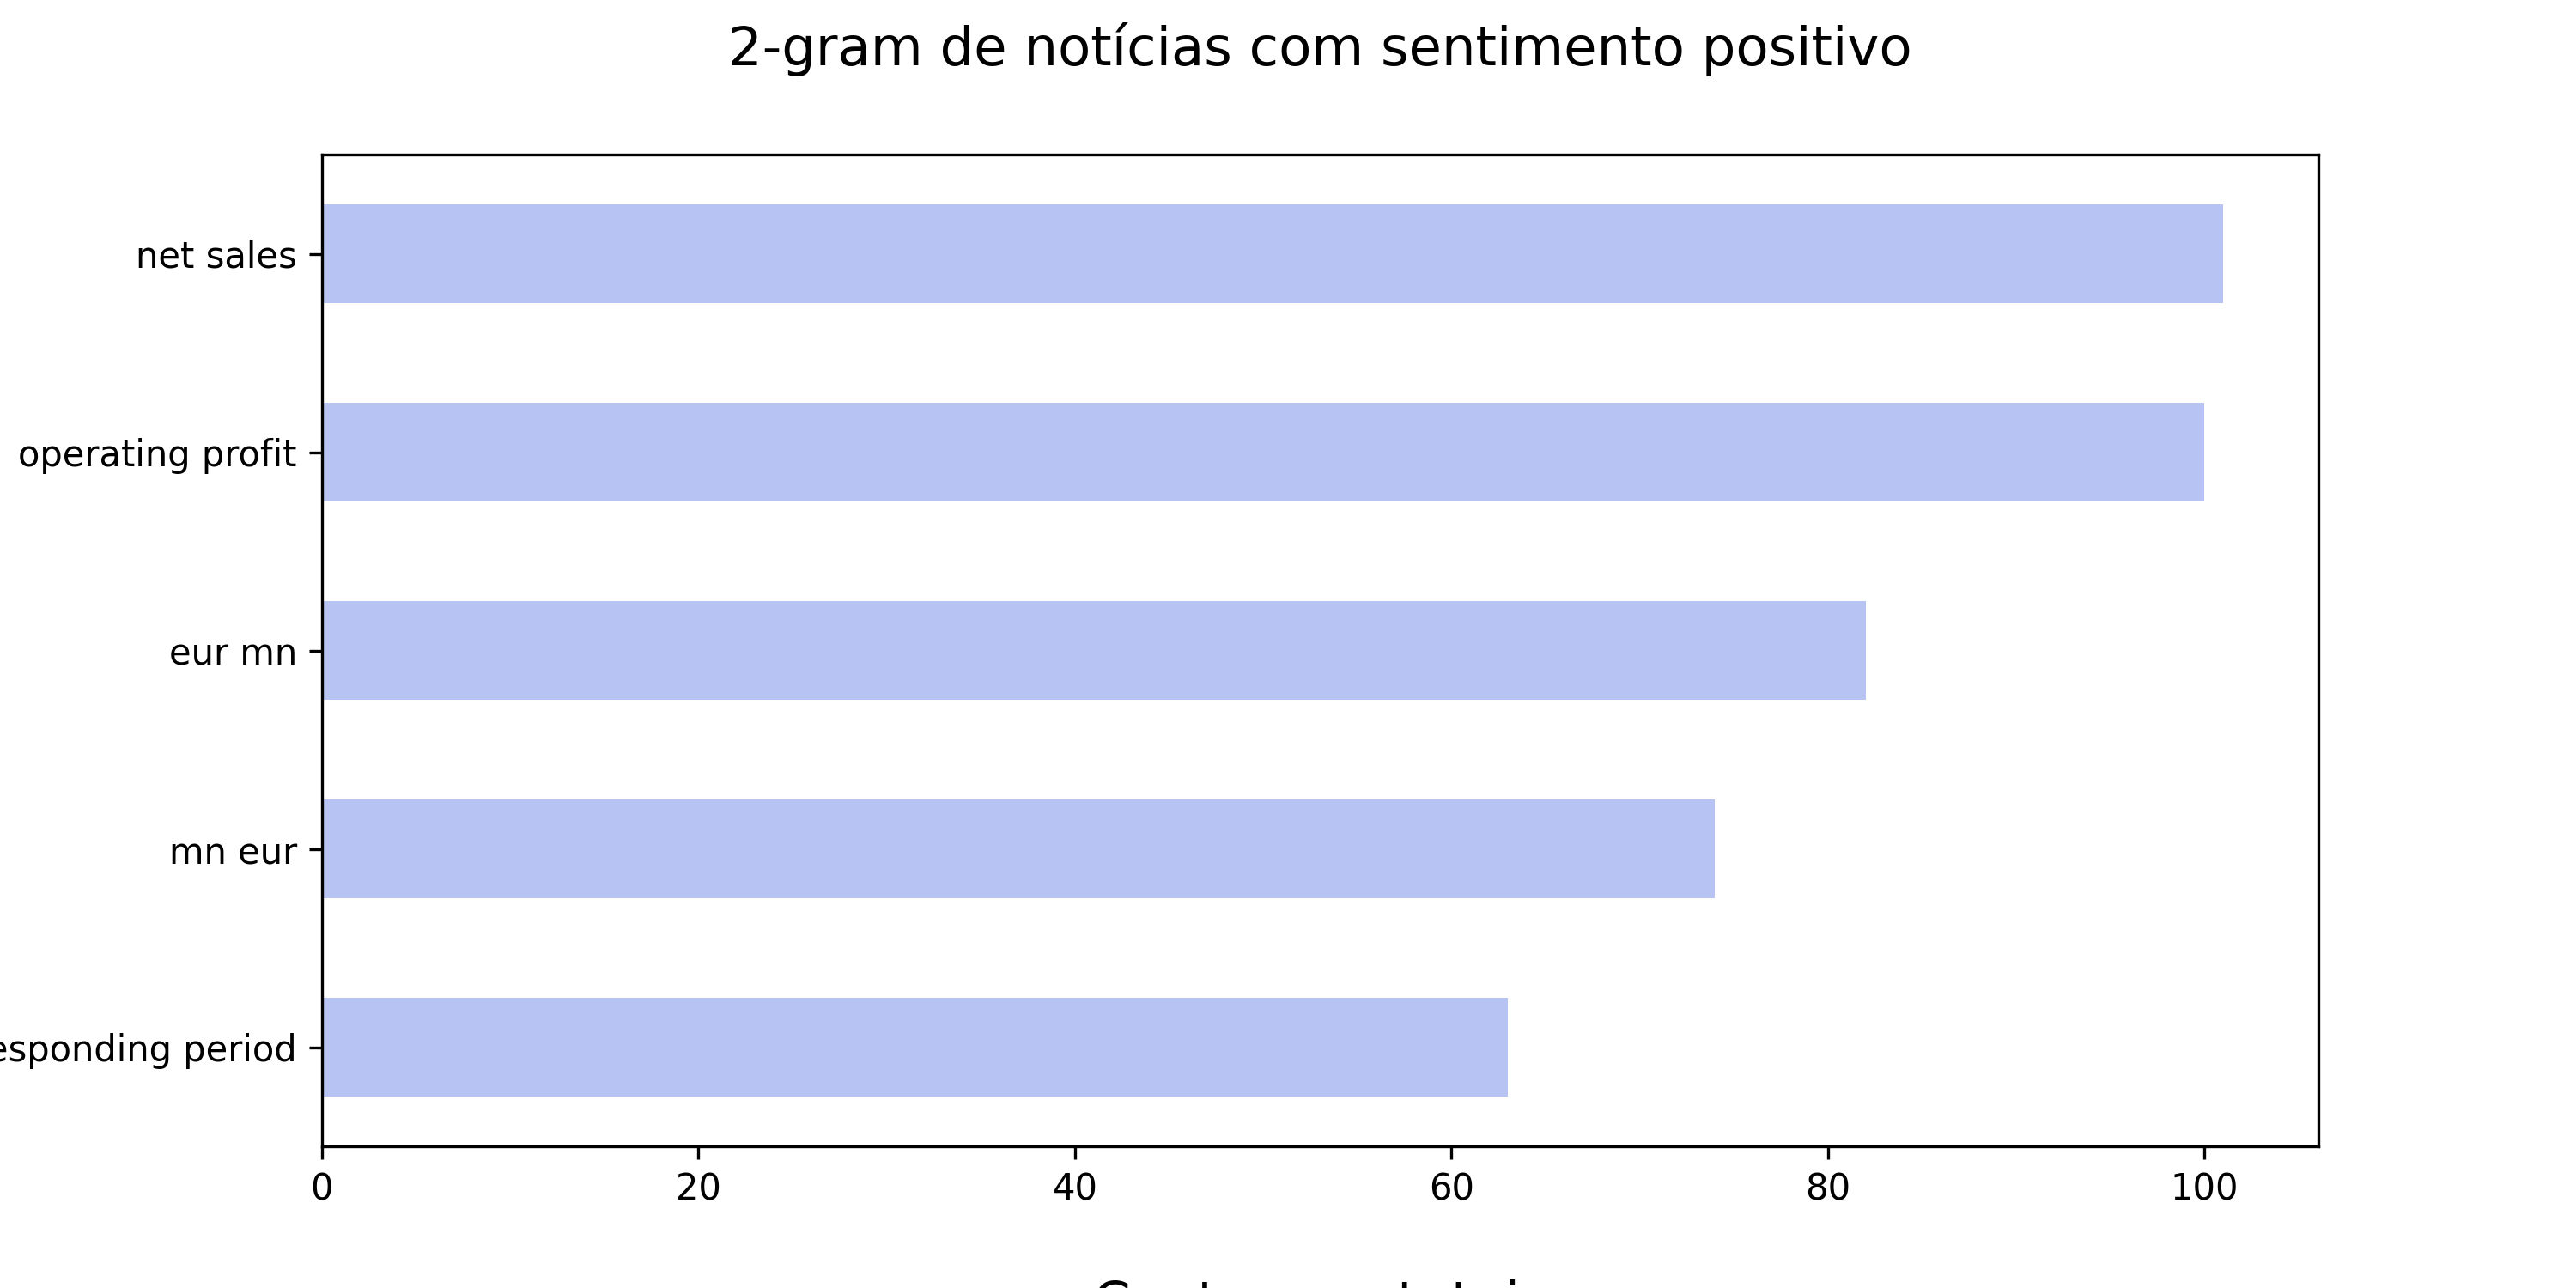 2-gram de notícias com sentimento positivo
net sales
operating profit
eur mn
mn eur
period
0 20 40 60 80 100